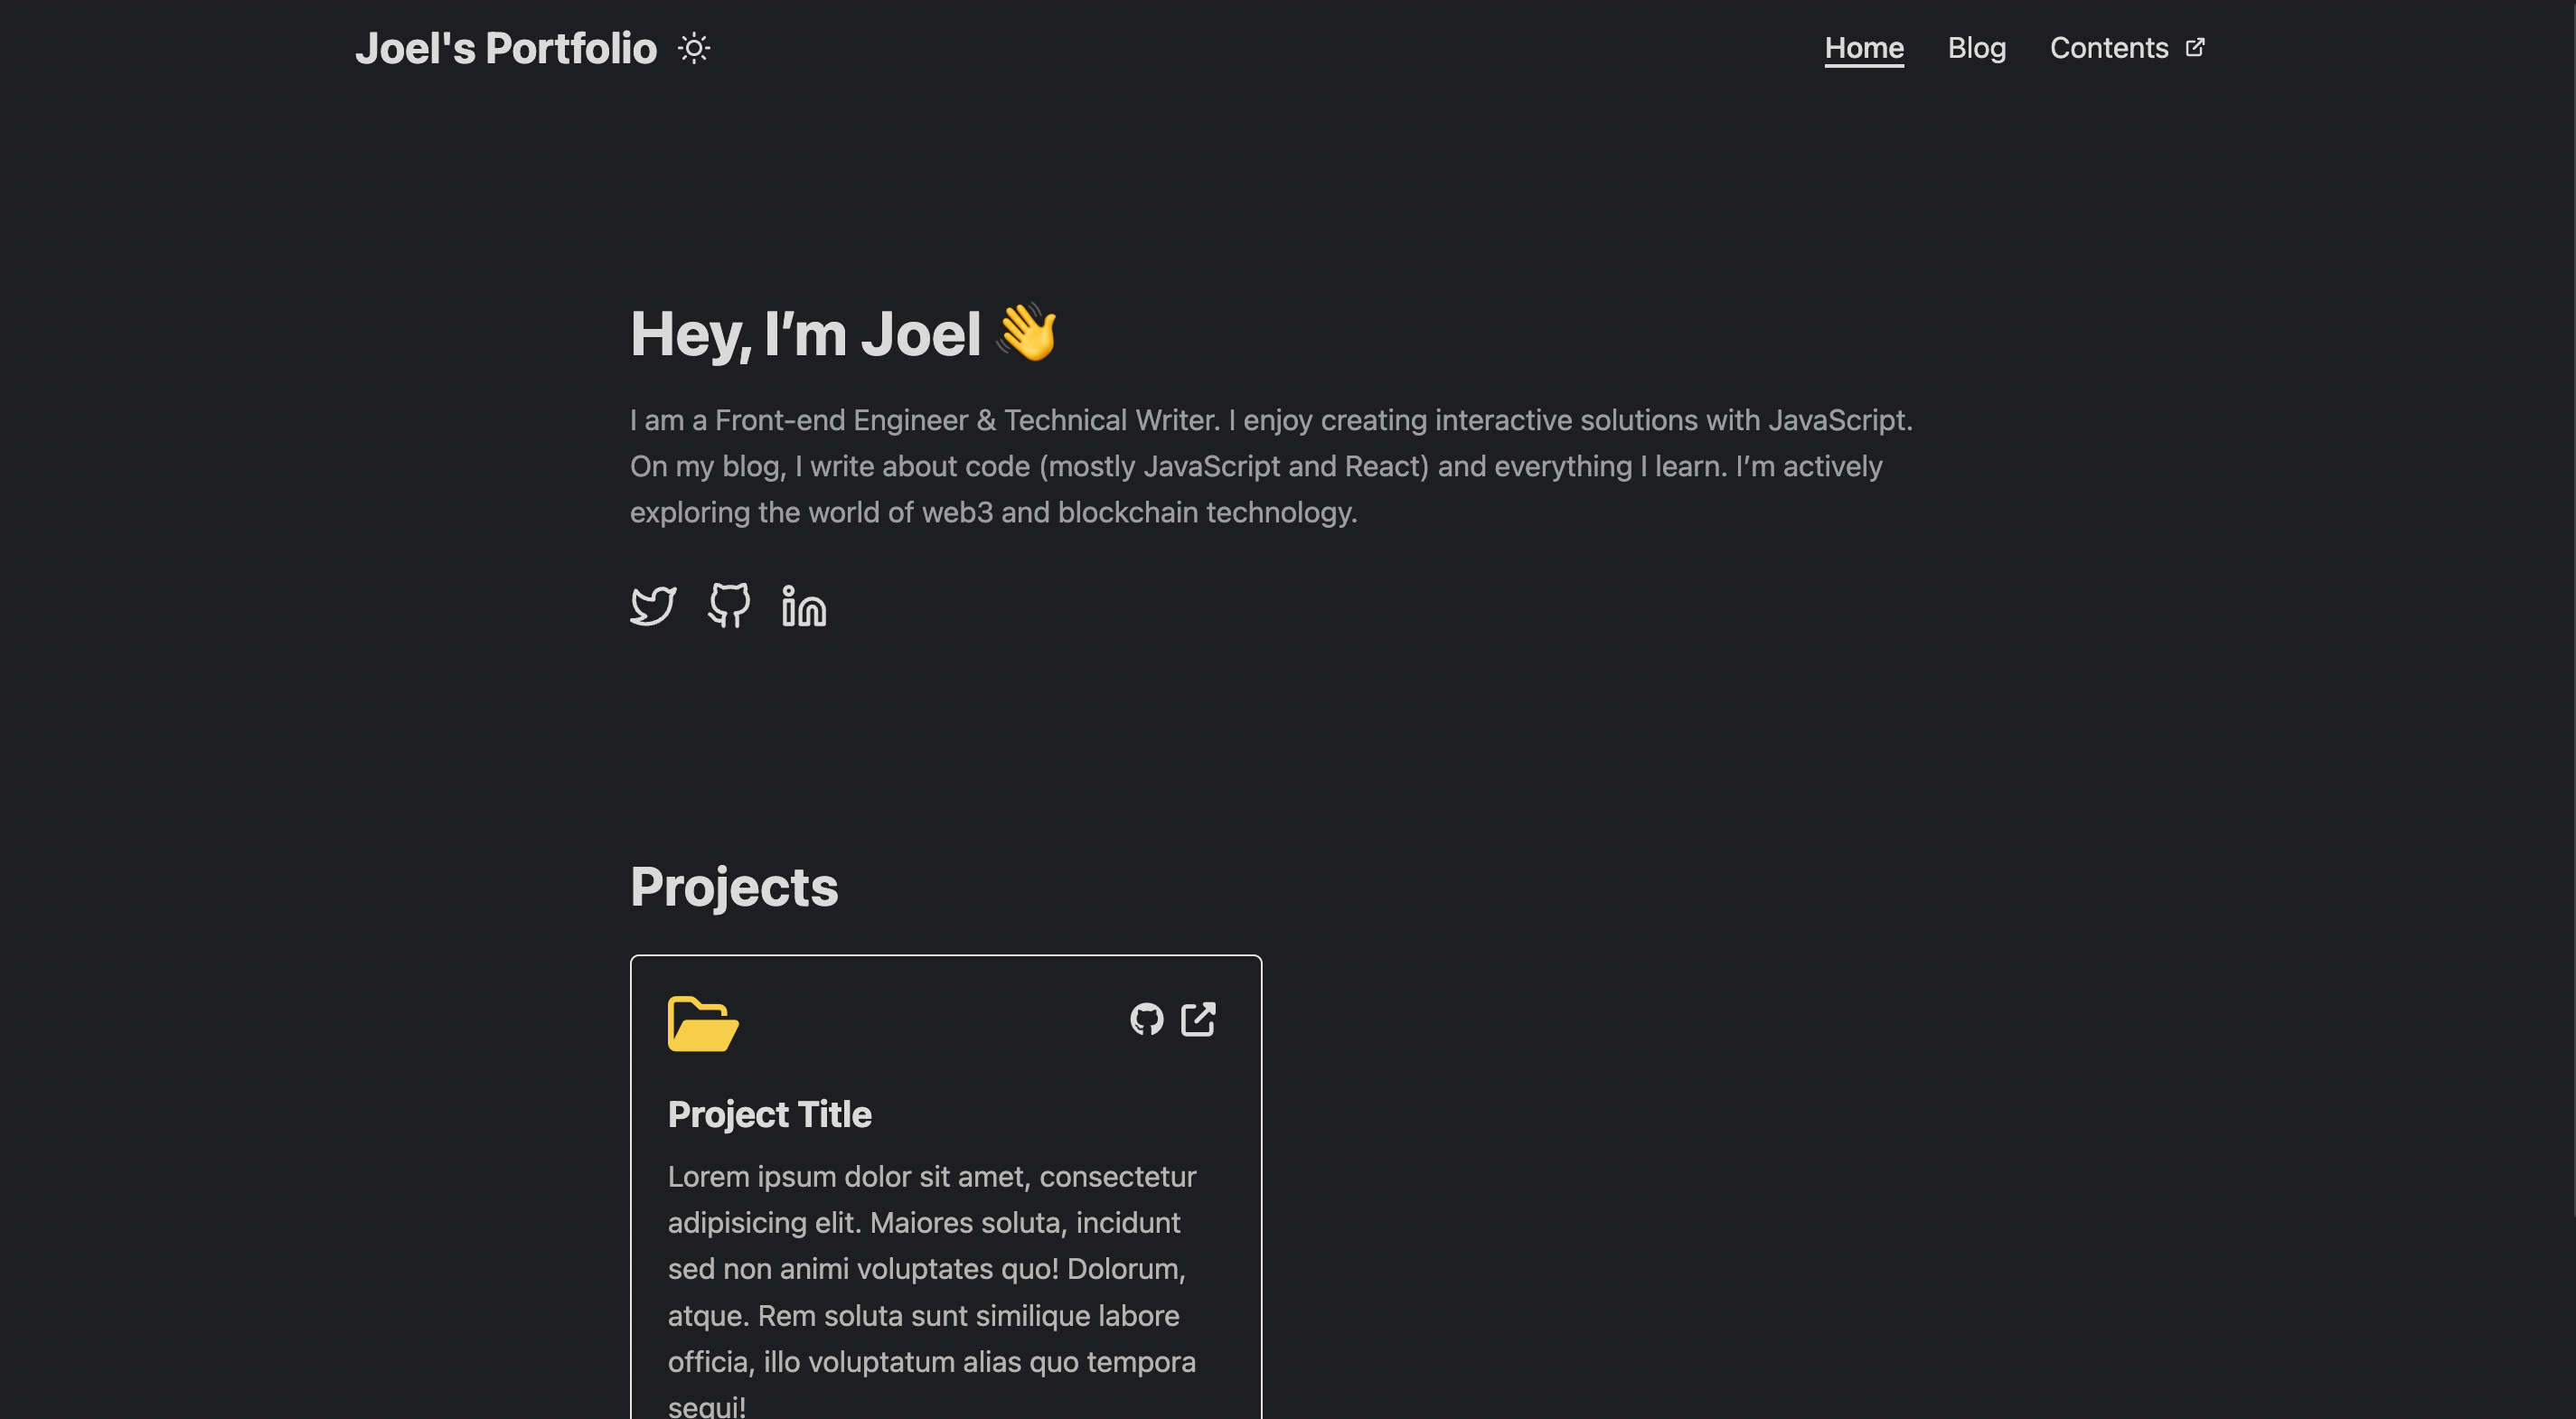 Joel's Portfolio
Home
Blog
Contents
Hey, I’m Joel 👋
I am a Front-end Engineer & Technical Writer. I enjoy creating interactive solutions with JavaScript.
On my blog, I write about code (mostly JavaScript and React) and everything I learn. I’m actively
exploring the world of web3 and blockchain technology.
Projects
Project Title
Lorem ipsum dolor sit amet, consectetur
adipisicing elit. Maiores soluta, incidunt
sed non animi voluptates quo! Dolorum,
atque. Rem soluta sunt similique labore
officia, illo voluptatum alias quo tempora
sequi!